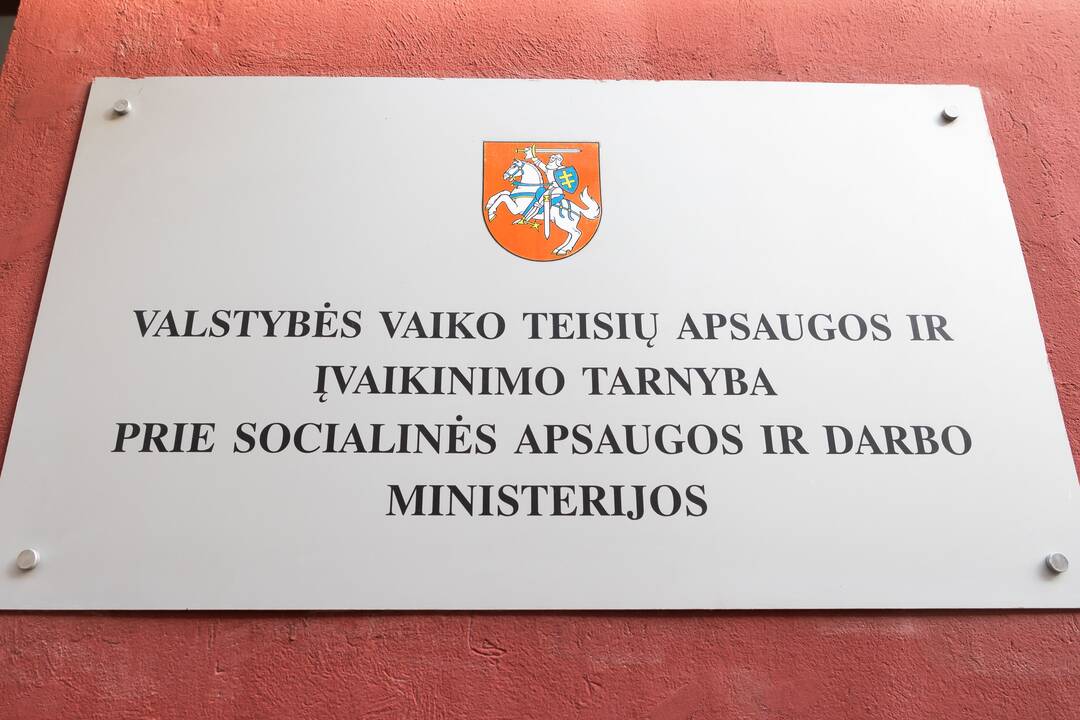 VALSTYBĖS VAIKO TEISIŲ APSAUGOS IR
ĮVAIKINIMO TARNYBA
PRIE SOCIALINĖS APSAUGOS IR DARBO
MINISTERIJOS